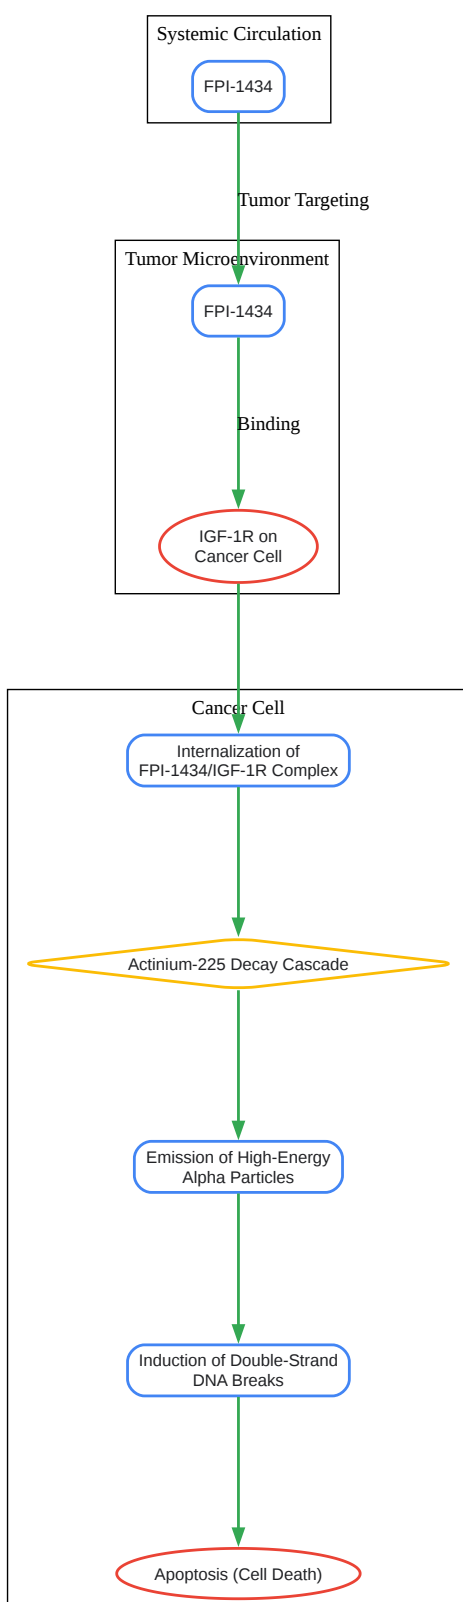 Systemic Circulation
FPI-1434
Tumor Targeting
Tumor Microenvironment
FPI-1434
Binding
IGF-1R on
Cancer Cell
Cancer Cell
Internalization of
FPI-1434/IGF-1R Complex
Actinium-225 Decay Cascade
Emission of High-Energy
Alpha Particles
Induction of Double-Strand
DNA Breaks
Apoptosis (Cell Death)